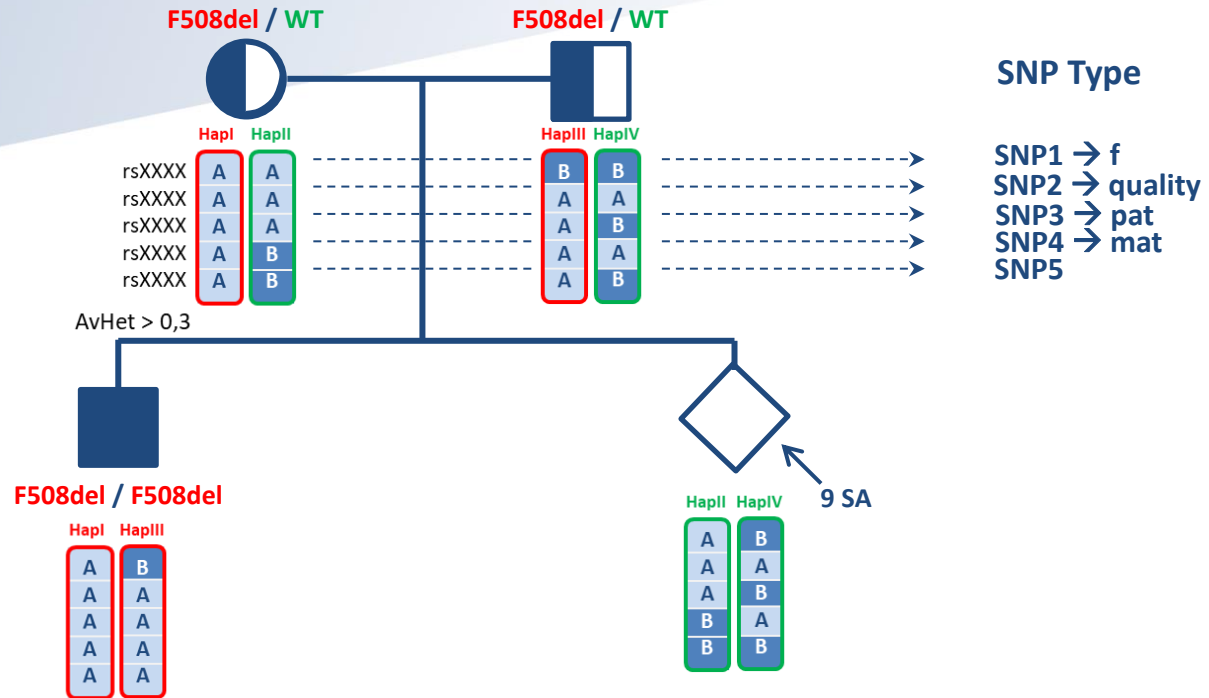 F508del / WT
F508del / WT
SNP Type
HapI HapII
HapIII HapIV
rsXXXX A A B B SNP1 → f
rsXXXX A A A A SNP2 → quality
rsXXXX A A A B SNP3 → pat
rsXXXX A B A A SNP4 → mat
rsXXXX A B A B SNP5
AvHet > 0,3
F508del / F508del
HapI HapIII
A B
A A
A A
A A
A A
9 SA
HapII HapIV
A B
A A
A B
B A
B B